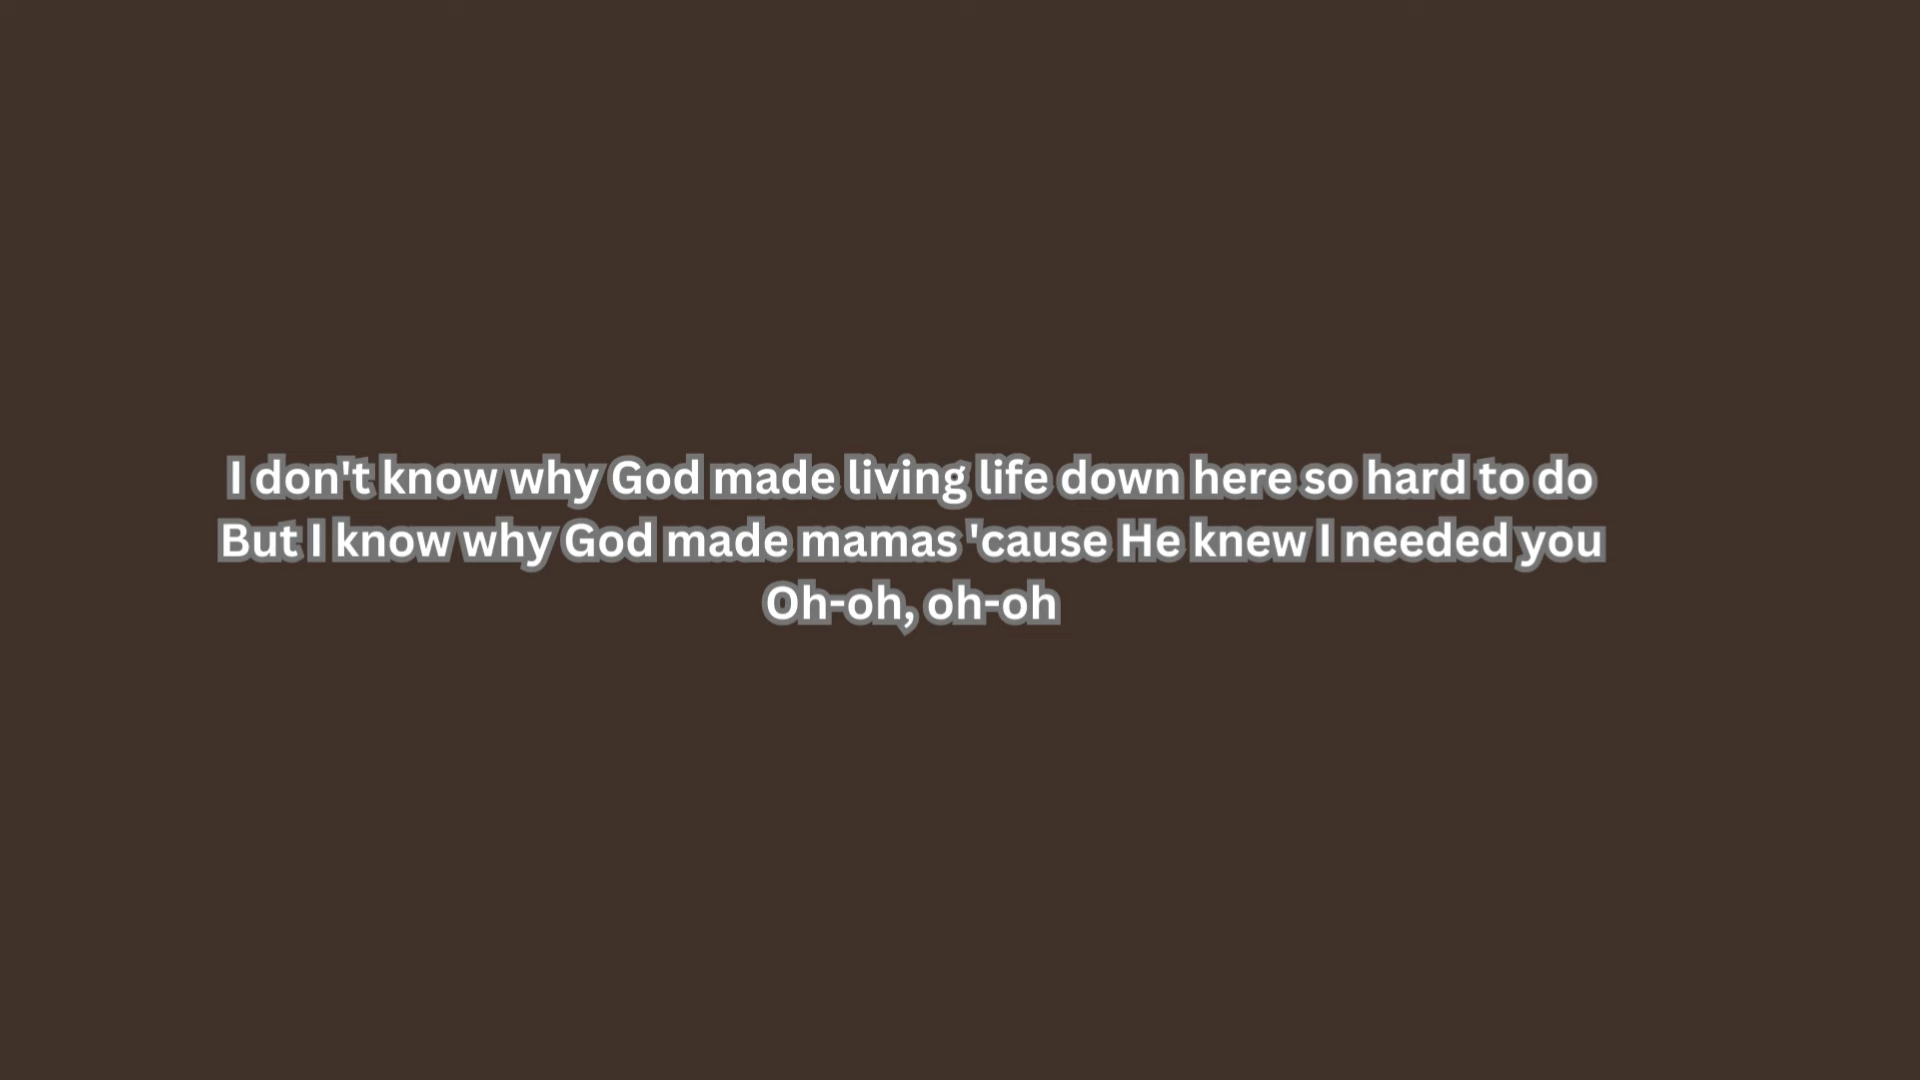 I don't know why God made living life down here so hard to do
But I know why God made mamas 'cause He knew I needed you
Oh-oh, oh-oh